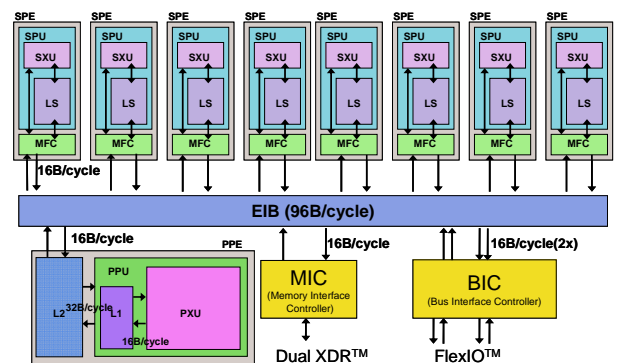 SPE SPE SPE SPE SPE SPE SPE SPE
SPU SPU SPU SPU SPU SPU SPU SPU
SXU SXU SXU SXU SXU SXU SXU SXU
LS LS LS LS LS LS LS LS
MFC MFC MFC MFC MFC MFC MFC MFC
16B/cycle
EIB (96B/cycle)
16B/cycle
16B/cycle
16B/cycle(2x)
PPE
PPU
L2
32B/cycle
L1
PXU
16B/cycle
MIC
(Memory Interface
Controller)
BIC
(Bus Interface Controller)
Dual XDR™
FlexIO™